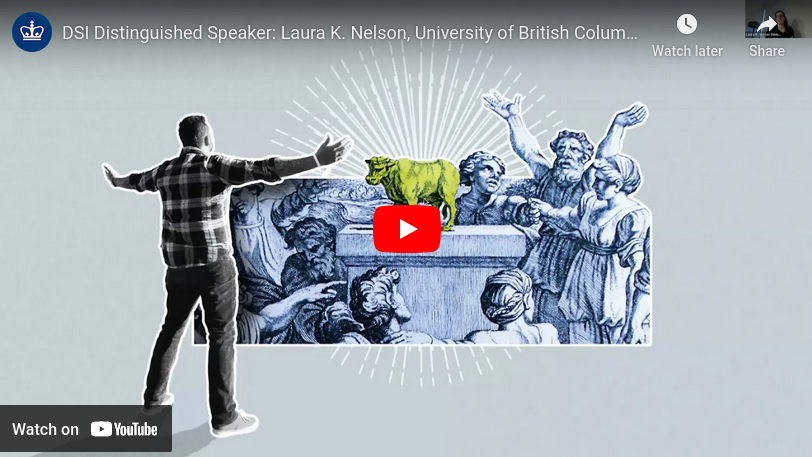 DSI Distinguished Speaker: Laura K. Nelson, University of British Colum...
Watch later
Share
Watch on YouTube